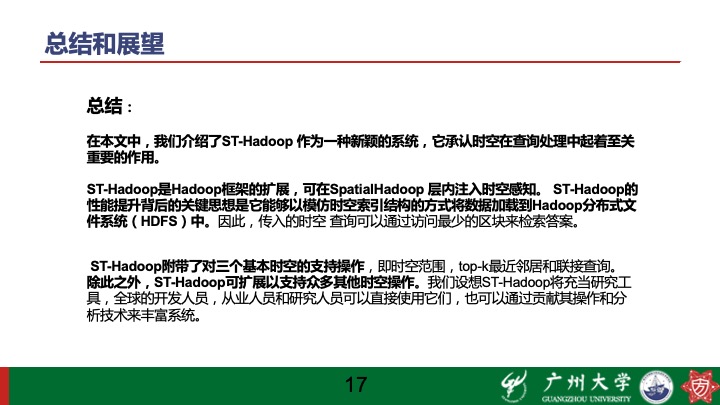 总结和展望
总结：
在本文中，我们介绍了ST-Hadoop 作为一种新颖的系统，它承认时空在查询处理中起着至关
重要的作用。
ST-Hadoop是Hadoop框架的扩展，可在SpatialHadoop 层内注入时空感知。 ST-Hadoop的
性能提升背后的关键思想是它能够以模仿时空索引结构的方式将数据加载到Hadoop分布式文
件系统（HDFS）中。因此，传入的时空 查询可以通过访问最少的区块来检索答案。
ST-Hadoop附带了对三个基本时空的支持操作，即时空范围，top-k最近邻居和联接查询。
除此之外，ST-Hadoop可扩展以支持众多其他时空操作。我们设想ST-Hadoop将充当研究工
具，全球的开发人员，从业人员和研究人员可以直接使用它们，也可以通过贡献其操作和分
析技术来丰富系统。
17
广州大学
GUANGZHOU UNIVERSITY